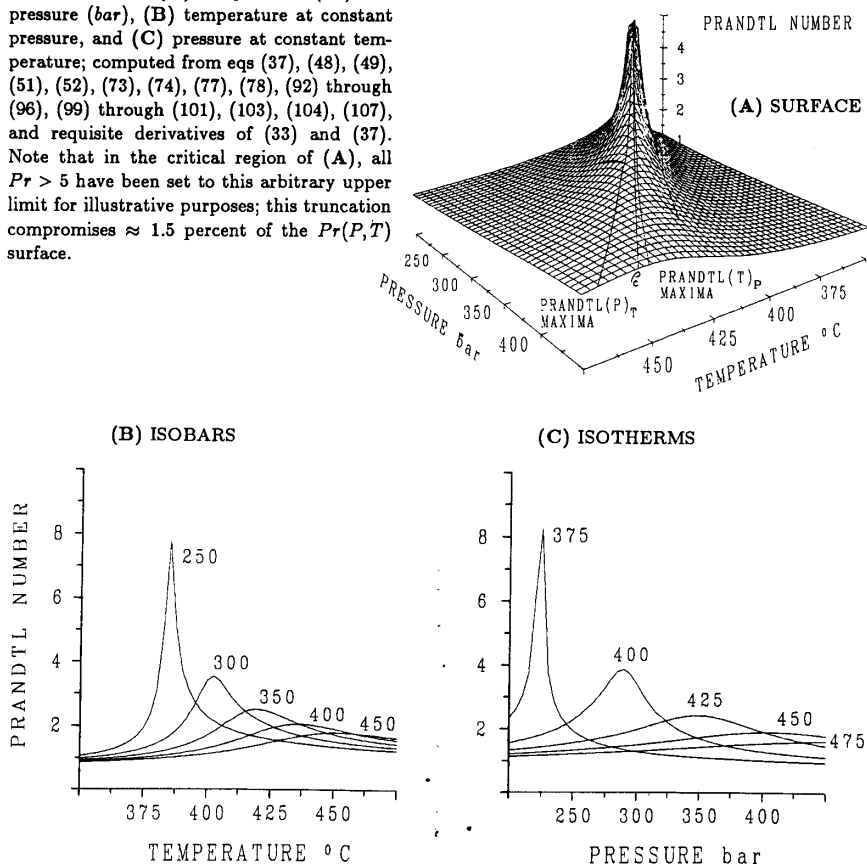 pressure (bar), (B) temperature at constant
pressure, and (C) pressure at constant tem-
perature; computed from eqs (37), (48), (49),
(51), (52), (73), (74), (77), (78), (92) through
(96), (99) through (101), (103), (104), (107),
and requisite derivatives of (33) and (37).
Note that in the critical region of (A), all
Pr > 5 have been set to this arbitrary upper
limit for illustrative purposes; this truncation
compromises ≈ 1.5 percent of the Pr(P,T)
surface.
PRANDTL NUMBER
5
4
3
2
1
(A) SURFACE
250
300
350
400
PRESSURE bar
PRANDTL(P)T
MAXIMA
PRANDTL(T)P
MAXIMA
375
400
425
450
TEMPERATURE °C
(B) ISOBARS
PRANDTL NUMBER
8
6
4
2
250
300
350
400
450
375 400 425 450
TEMPERATURE °C
(C) ISOTHERMS
8
6
4
2
375
400
425
450
475
250 300 350 400
PRESSURE bar